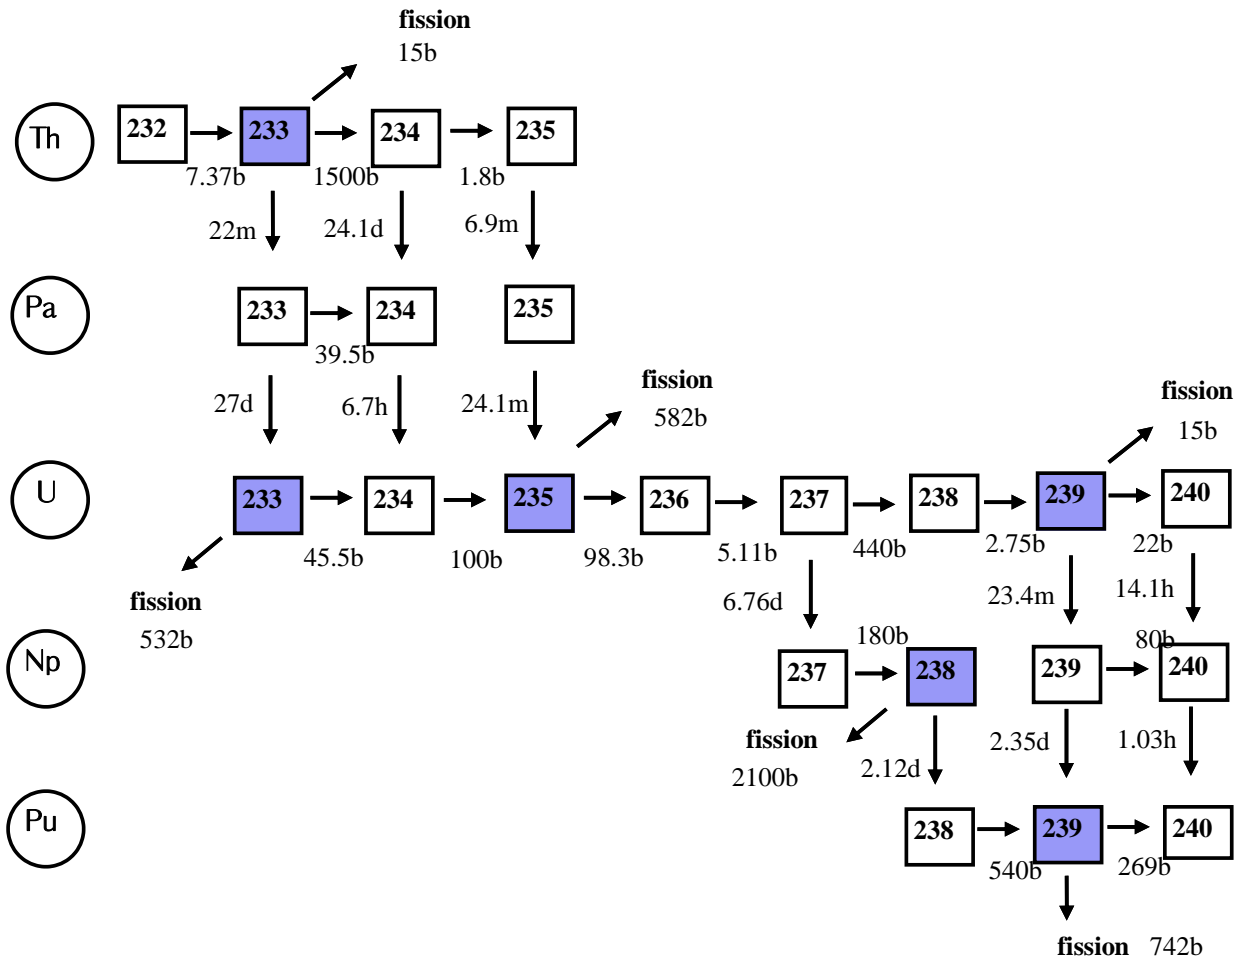 fission
15b
Th 232 233 234 235
7.37b 1500b 1.8b
22m 24.1d 6.9m
Pa 233 234 235
39.5b
fission
582b
fission
15b
27d 6.7h 24.1m
U 233 234 235 236 237 238 239 240
45.5b 100b 98.3b 5.11b 440b 2.75b 22b
fission
532b
6.76d 23.4m 14.1h
180b 80b
Np 237 238 239 240
fission
2100b
2.12d 2.35d 1.03h
Pu 238 239 240
540b 269b
fission 742b